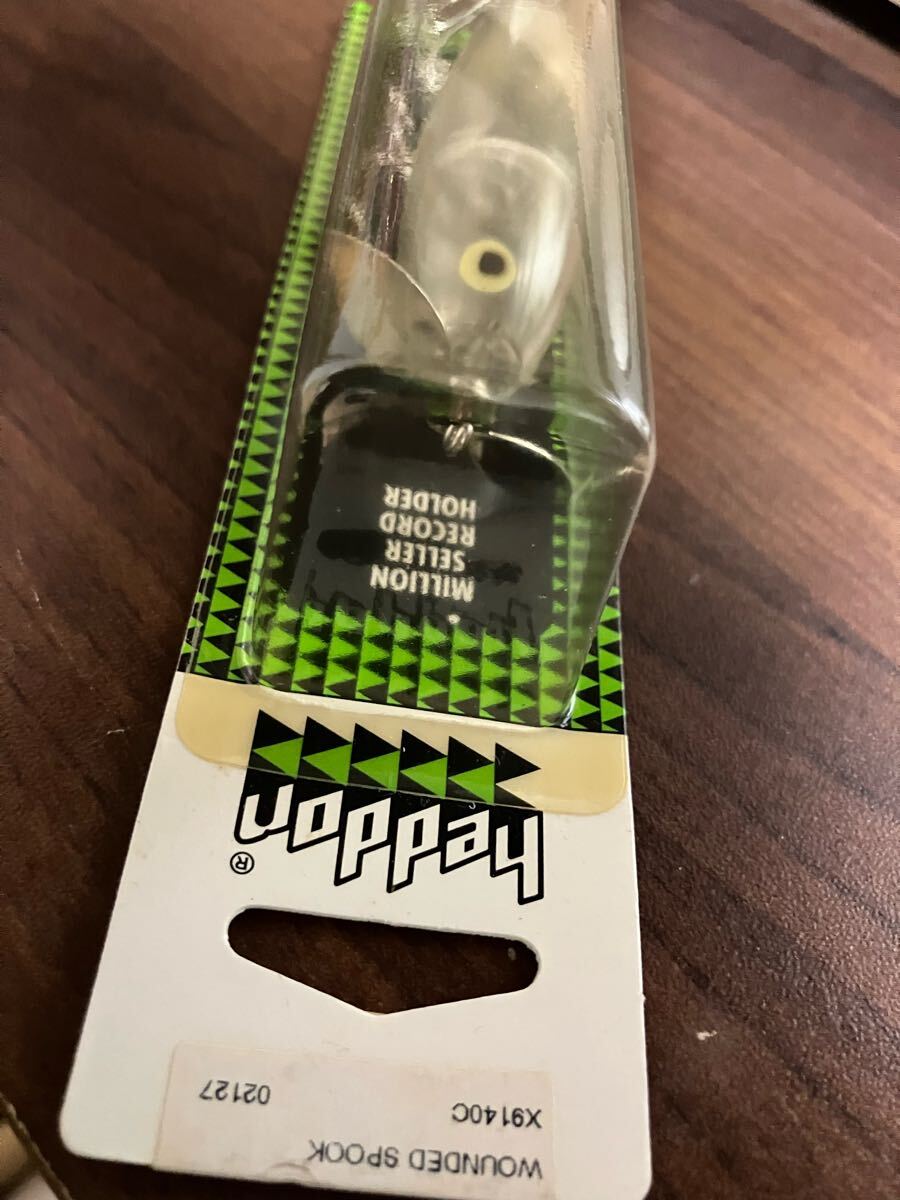 WOUNDED SPOOK
X9140C 02127
heddon®
MILLION
SELLER
RECORD
HOLDER